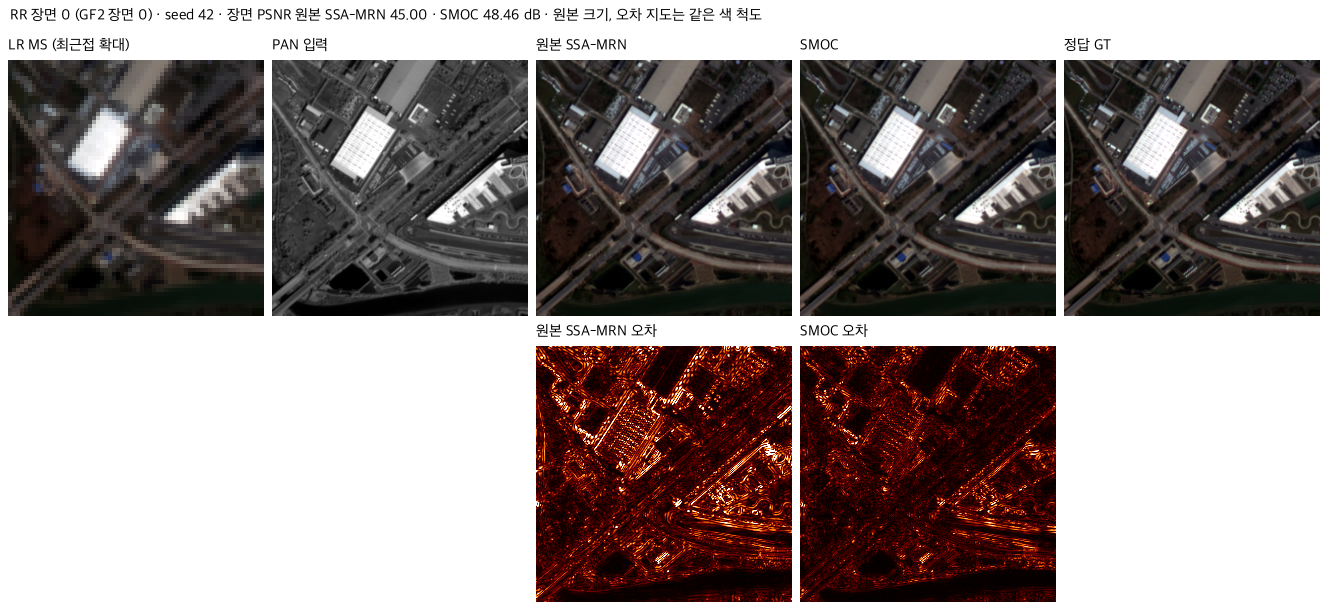 RR 장면 0 (GF2 장면 0) · seed 42 · 장면 PSNR 원본 SSA-MRN 45.00 · SMOC 48.46 dB · 원본 크기, 오차 지도는 같은 색 척도
LR MS (최근접 확대)
PAN 입력
원본 SSA-MRN
SMOC
정답 GT
원본 SSA-MRN 오차
SMOC 오차